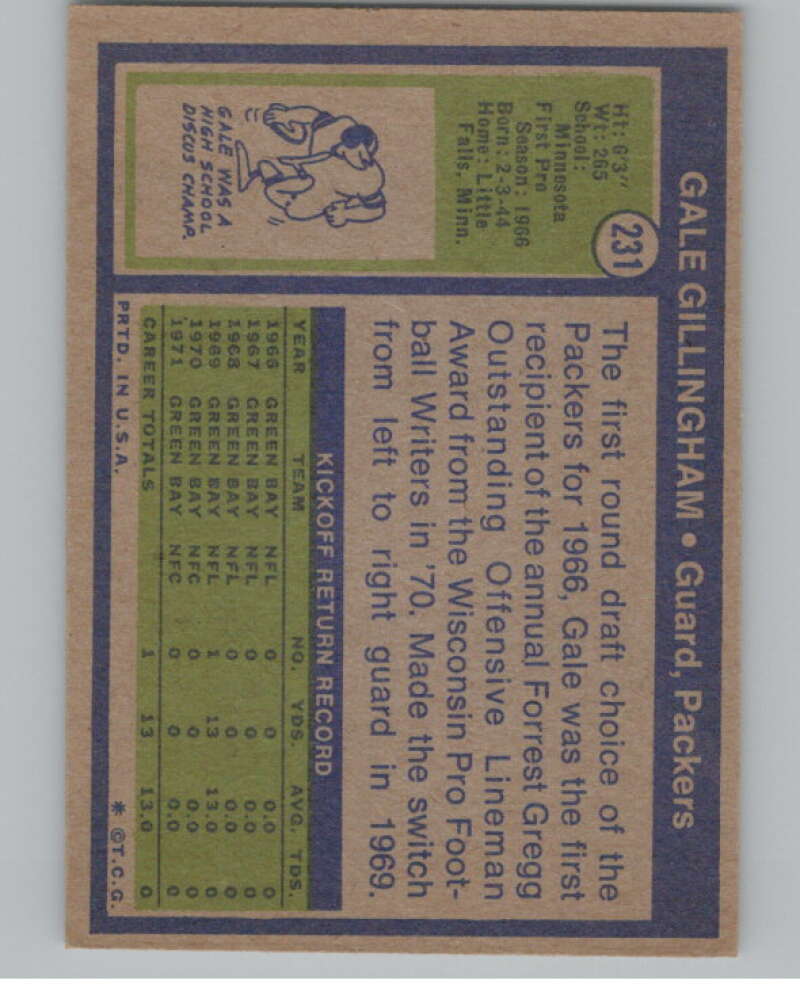 GALE GILLINGHAM • Guard, Packers
231
Ht: 6'3"
Wt: 265
School:
Minnesota
First Pro
Season: 1966
Born: 2-3-44
Home: Little
Falls, Minn.
GALE WAS A
HIGH SCHOOL
DISCUS CHAMP.
The first round draft choice of the
Packers for 1966, Gale was the first
recipient of the annual Forrest Gregg
Outstanding Offensive Lineman
Award from the Wisconsin Pro Foot-
ball Writers in '70. Made the switch
from left to right guard in 1969.
KICKOFF RETURN RECORD
YEAR TEAM NO. YDS. AVG. TDS.
1966 GREEN BAY NFL 0 0 0.0 0
1967 GREEN BAY NFL 0 0 0.0 0
1968 GREEN BAY NFL 0 0 0.0 0
1969 GREEN BAY NFL 1 13 13.0 0
1970 GREEN BAY NFC 0 0 0.0 0
1971 GREEN BAY NFC 0 0 0.0 0
CAREER TOTALS 1 13 13.0 0
PRTD. IN U.S.A. * ©T.C.G.